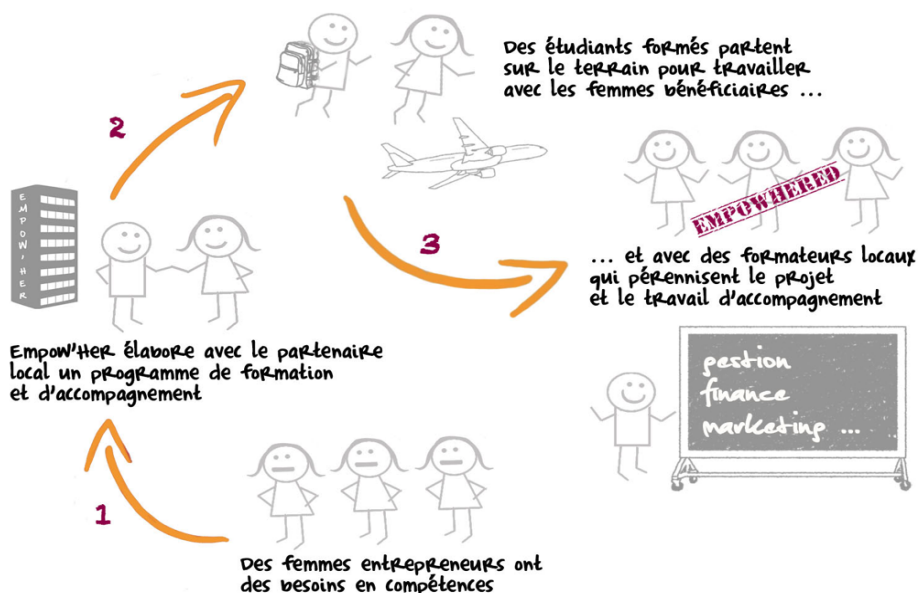 Des étudiants formés partent
sur le terrain pour travailler
avec les femmes bénéficiaires ...
2
EMPOW'HER
EMPOWHERED
3
... et avec des formateurs locaux
qui pérennisent le projet
et le travail d'accompagnement
Empow'Her élabore avec le partenaire
local un programme de formation
et d'accompagnement
gestion
finance
marketing ...
1
Des femmes entrepreneurs ont
des besoins en compétences